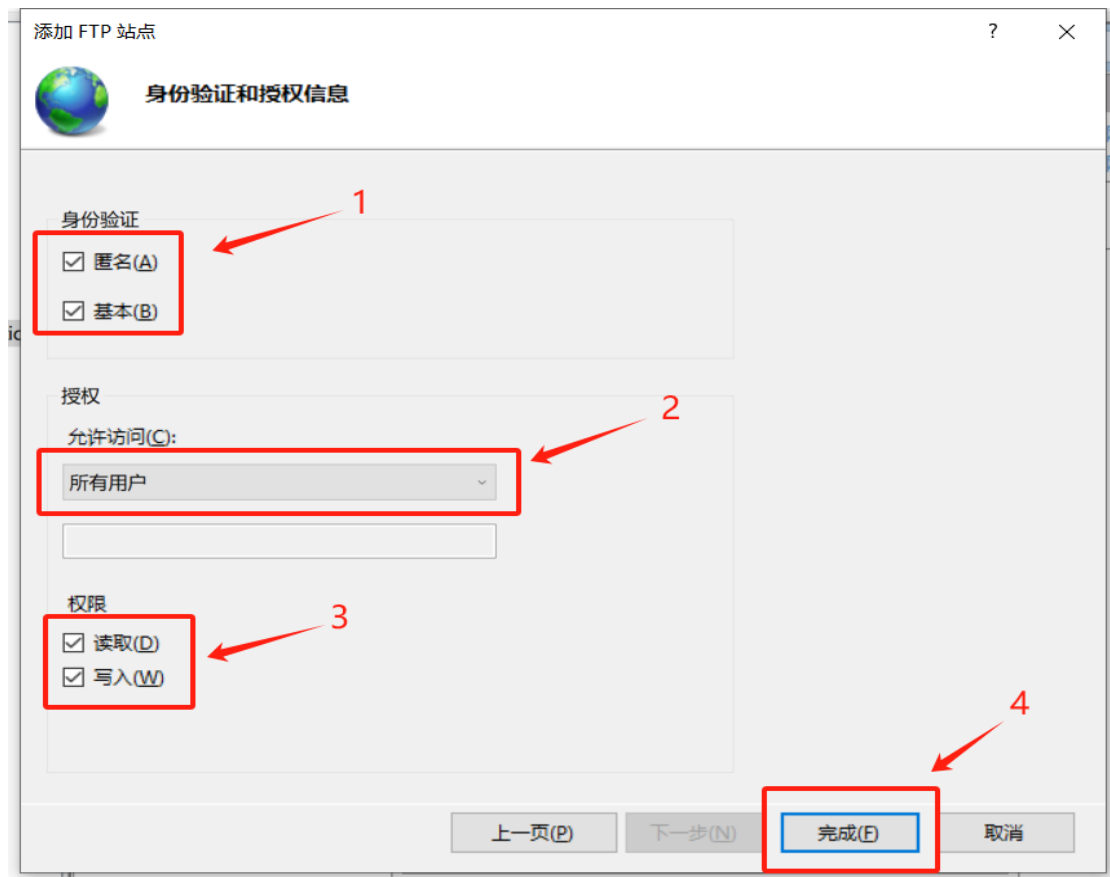 添加 FTP 站点
?
身份验证和授权信息
1
身份验证
匿名(A)
基本(B)
授权
2
允许访问(C):
所有用户
权限
3
读取(D)
写入(W)
4
上一页(P) 下一步(N) 完成(F) 取消